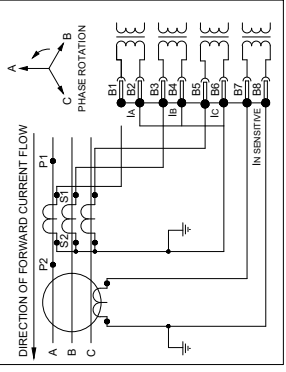 DIRECTION OF FORWARD CURRENT FLOW
P2
P1
A
B
C
S2
S1
A
B
C
PHASE ROTATION
B1
B2
B3
B4
B5
B6
B7
B8
IA
IB
IC
IN SENSITIVE